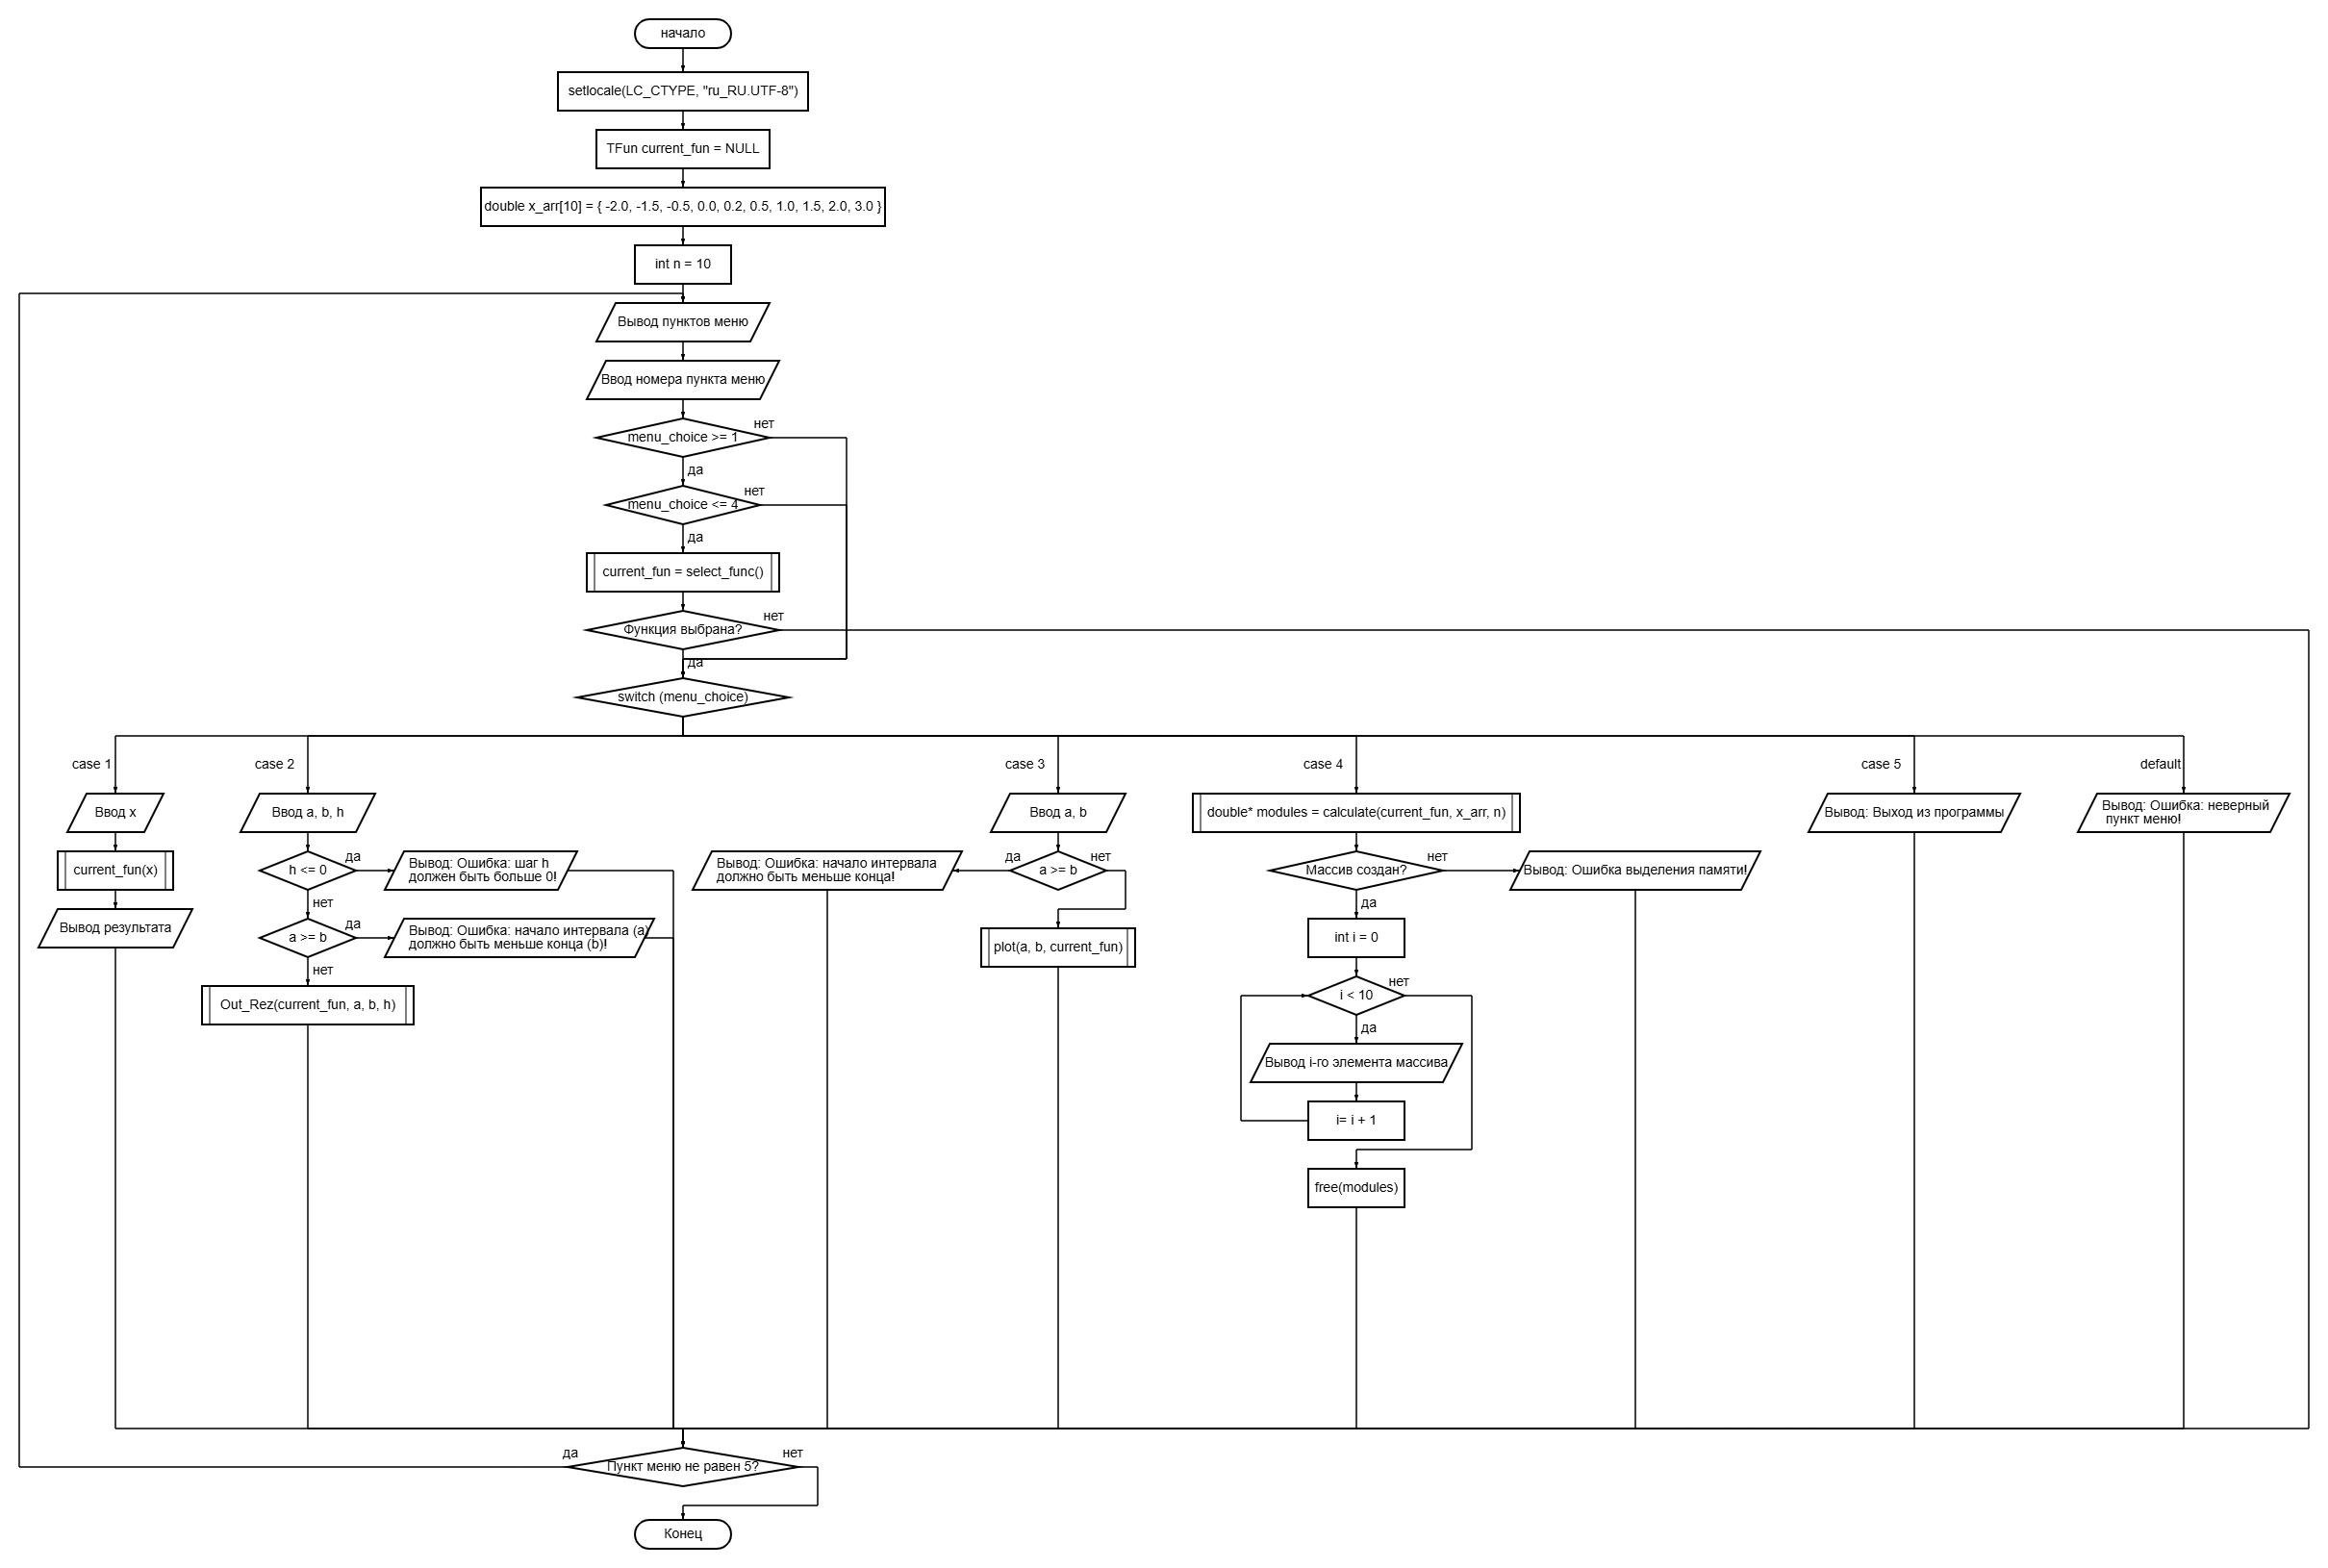 начало
setlocale(LC_CTYPE, "ru_RU.UTF-8")
TFun current_fun = NULL
double x_arr[10] = { -2.0, -1.5, -0.5, 0.0, 0.2, 0.5, 1.0, 1.5, 2.0, 3.0 }
int n = 10
Вывод пунктов меню
Ввод номера пункта меню
нет
menu_choice >= 1
да
нет
menu_choice <= 4
да
current_fun = select_func()
нет
Функция выбрана?
да
switch (menu_choice)
case 1
Ввод x
current_fun(x)
Вывод результата
case 2
Ввод a, b, h
да
h <= 0
Вывод: Ошибка: шаг h
должен быть больше 0!
нет
да
a >= b
Вывод: Ошибка: начало интервала (a)
должно быть меньше конца (b)!
нет
Out_Rez(current_fun, a, b, h)
case 3
Ввод a, b
да
нет
a >= b
Вывод: Ошибка: начало интервала
должно быть меньше конца!
plot(a, b, current_fun)
case 4
double* modules = calculate(current_fun, x_arr, n)
нет
Массив создан?
Вывод: Ошибка выделения памяти!
да
int i = 0
нет
i < 10
да
Вывод i-го элемента массива
i= i + 1
free(modules)
case 5
Вывод: Выход из программы
default
Вывод: Ошибка: неверный
пункт меню!
да
нет
Пункт меню не равен 5?
Конец